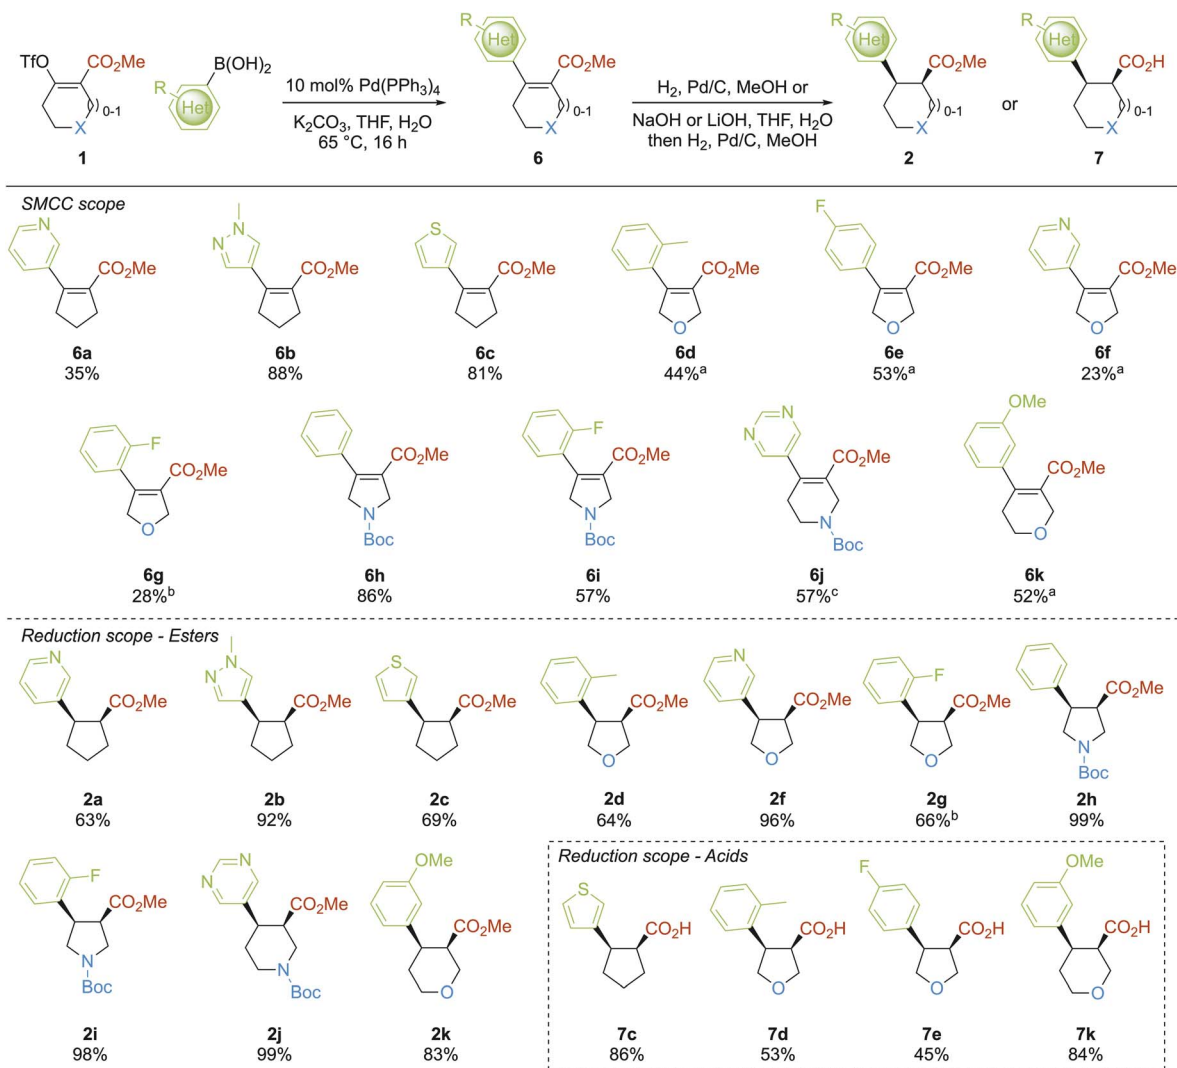 TfO CO₂Me
R Het B(OH)₂
( )0-1
X
1
10 mol% Pd(PPh₃)₄
K₂CO₃, THF, H₂O
65 °C, 16 h
R Het CO₂Me
( )0-1
X
6
H₂, Pd/C, MeOH or
NaOH or LiOH, THF, H₂O
then H₂, Pd/C, MeOH
R Het CO₂Me
( )0-1
X
2
or
R Het CO₂H
( )0-1
X
7
SMCC scope
N CO₂Me
6a
35%
N N CO₂Me
6b
88%
S CO₂Me
6c
81%
CO₂Me O
6d
44%ᵃ
F CO₂Me O
6e
53%ᵃ
N CO₂Me O
6f
23%ᵃ
F CO₂Me O
6g
28%ᵇ
CO₂Me N Boc
6h
86%
F CO₂Me N Boc
6i
57%
N N CO₂Me N Boc
6j
57%ᶜ
OMe CO₂Me O
6k
52%ᵃ
Reduction scope - Esters
N CO₂Me
2a
63%
N N CO₂Me
2b
92%
S CO₂Me
2c
69%
CO₂Me O
2d
64%
N CO₂Me O
2f
96%
F CO₂Me O
2g
66%ᵇ
CO₂Me N Boc
2h
99%
F CO₂Me N Boc
2i
98%
N N CO₂Me N Boc
2j
99%
OMe CO₂Me O
2k
83%
Reduction scope - Acids
S CO₂H
7c
86%
CO₂H O
7d
53%
F CO₂H O
7e
45%
OMe CO₂H O
7k
84%